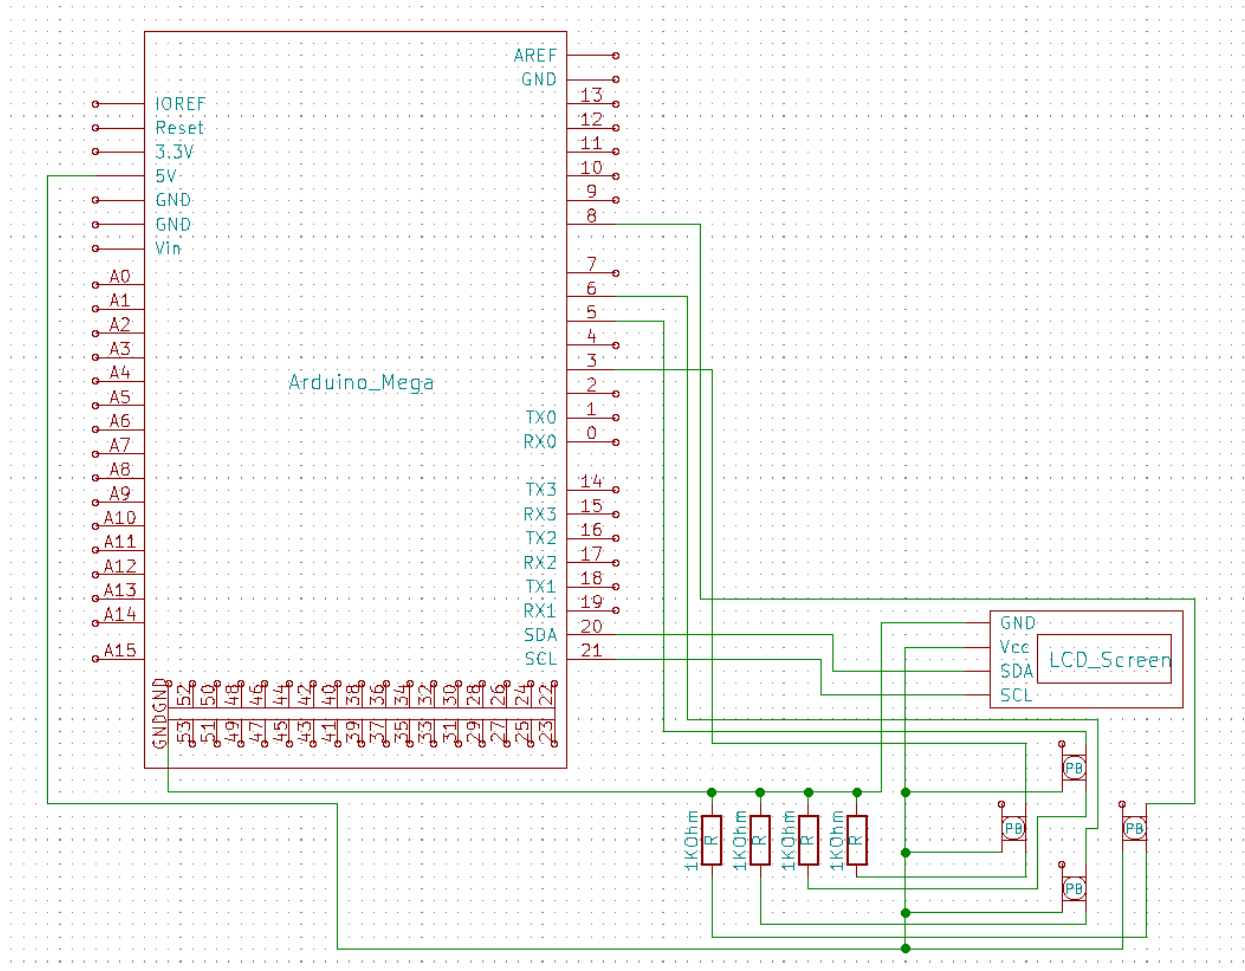 AREF
GND
13
12
11
10
9
8
7
6
5
4
3
2
TX0 1
RX0 0
TX3 14
RX3 15
TX2 16
RX2 17
TX1 18
RX1 19
SDA 20
SCL 21
IOREF
Reset
3.3V
5V
GND
GND
Vin
A0
A1
A2
A3
A4
A5
A6
A7
A8
A9
A10
A11
A12
A13
A14
A15
Arduino_Mega
GND 52 50 48 46 44 42 40 38 36 34 32 30 28 26 24 22
GND 53 51 49 47 45 43 41 39 37 35 33 31 29 27 25 23
GND
Vcc
SDA
SCL
LCD_Screen
PB
PB
PB
PB
1KOhm R
1KOhm R
1KOhm R
1KOhm R